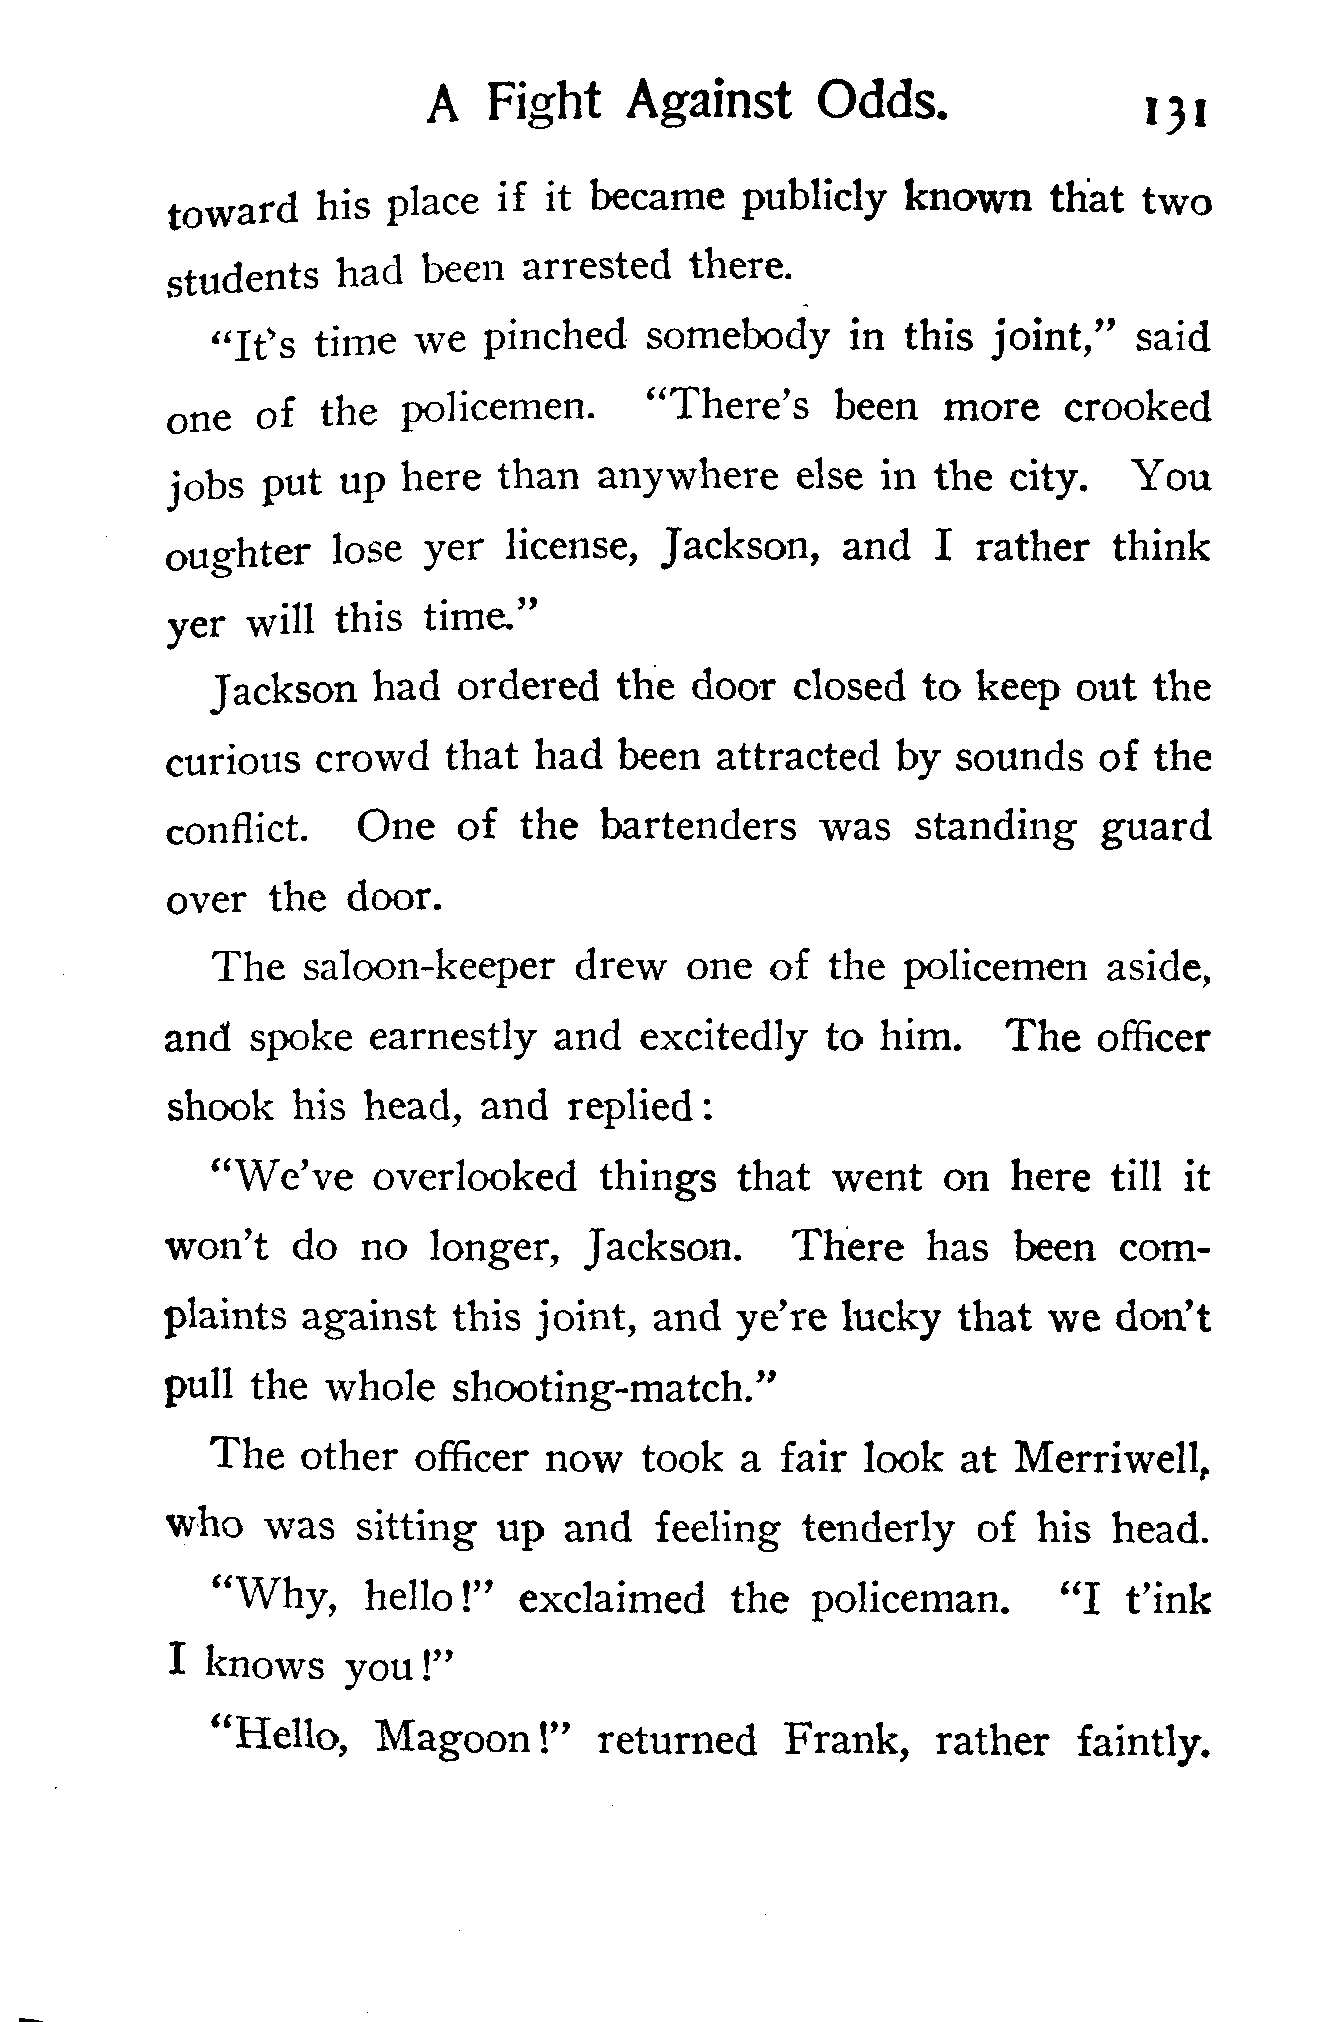 A Fight Against Odds. 131
toward his place if it became publicly known that two
students had been arrested there.
“It’s time we pinched somebody in this joint,” said
one of the policemen. “There’s been more crooked
jobs put up here than anywhere else in the city. You
oughter lose yer license, Jackson, and I rather think
yer will this time.”
Jackson had ordered the door closed to keep out the
curious crowd that had been attracted by sounds of the
conflict. One of the bartenders was standing guard
over the door.
The saloon-keeper drew one of the policemen aside,
and spoke earnestly and excitedly to him. The officer
shook his head, and replied:
“We’ve overlooked things that went on here till it
won’t do no longer, Jackson. There has been com-
plaints against this joint, and ye’re lucky that we don’t
pull the whole shooting-match.”
The other officer now took a fair look at Merriwell,
who was sitting up and feeling tenderly of his head.
“Why, hello!” exclaimed the policeman. “I t’ink
I knows you!”
“Hello, Magoon!” returned Frank, rather faintly.